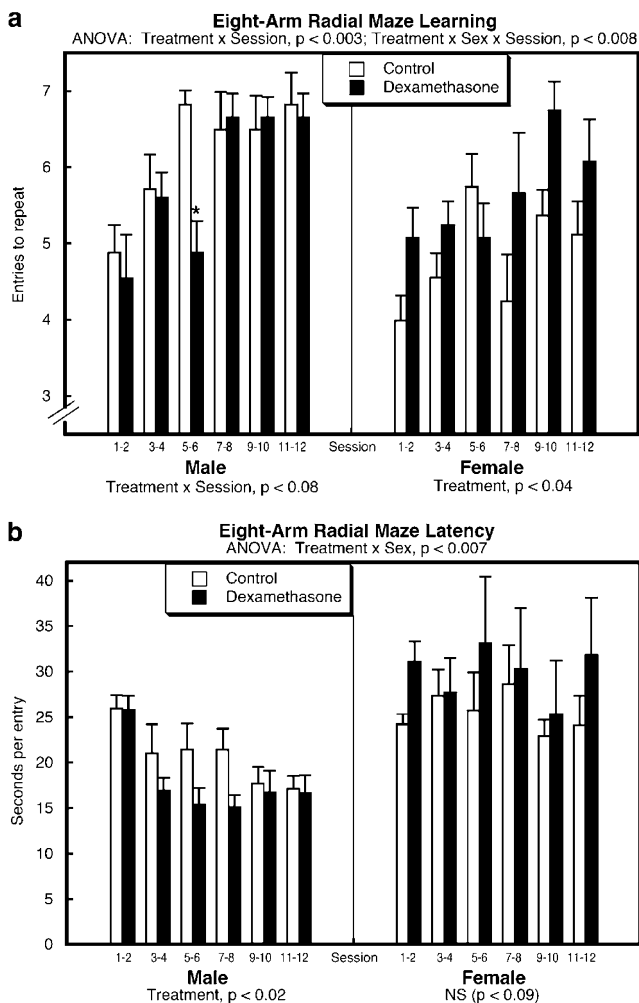 a
Eight-Arm Radial Maze Learning
ANOVA: Treatment x Session, p < 0.003; Treatment x Sex x Session, p < 0.008
Control
Dexamethasone
7
6
5
4
3
Entries to repeat
*
1-2 3-4 5-6 7-8 9-10 11-12 Session 1-2 3-4 5-6 7-8 9-10 11-12
Male Female
Treatment x Session, p < 0.08 Treatment, p < 0.04
b
Eight-Arm Radial Maze Latency
ANOVA: Treatment x Sex, p < 0.007
Control
Dexamethasone
40
35
30
25
20
15
10
5
0
Seconds per entry
1-2 3-4 5-6 7-8 9-10 11-12 Session 1-2 3-4 5-6 7-8 9-10 11-12
Male Female
Treatment, p < 0.02 NS (p < 0.09)